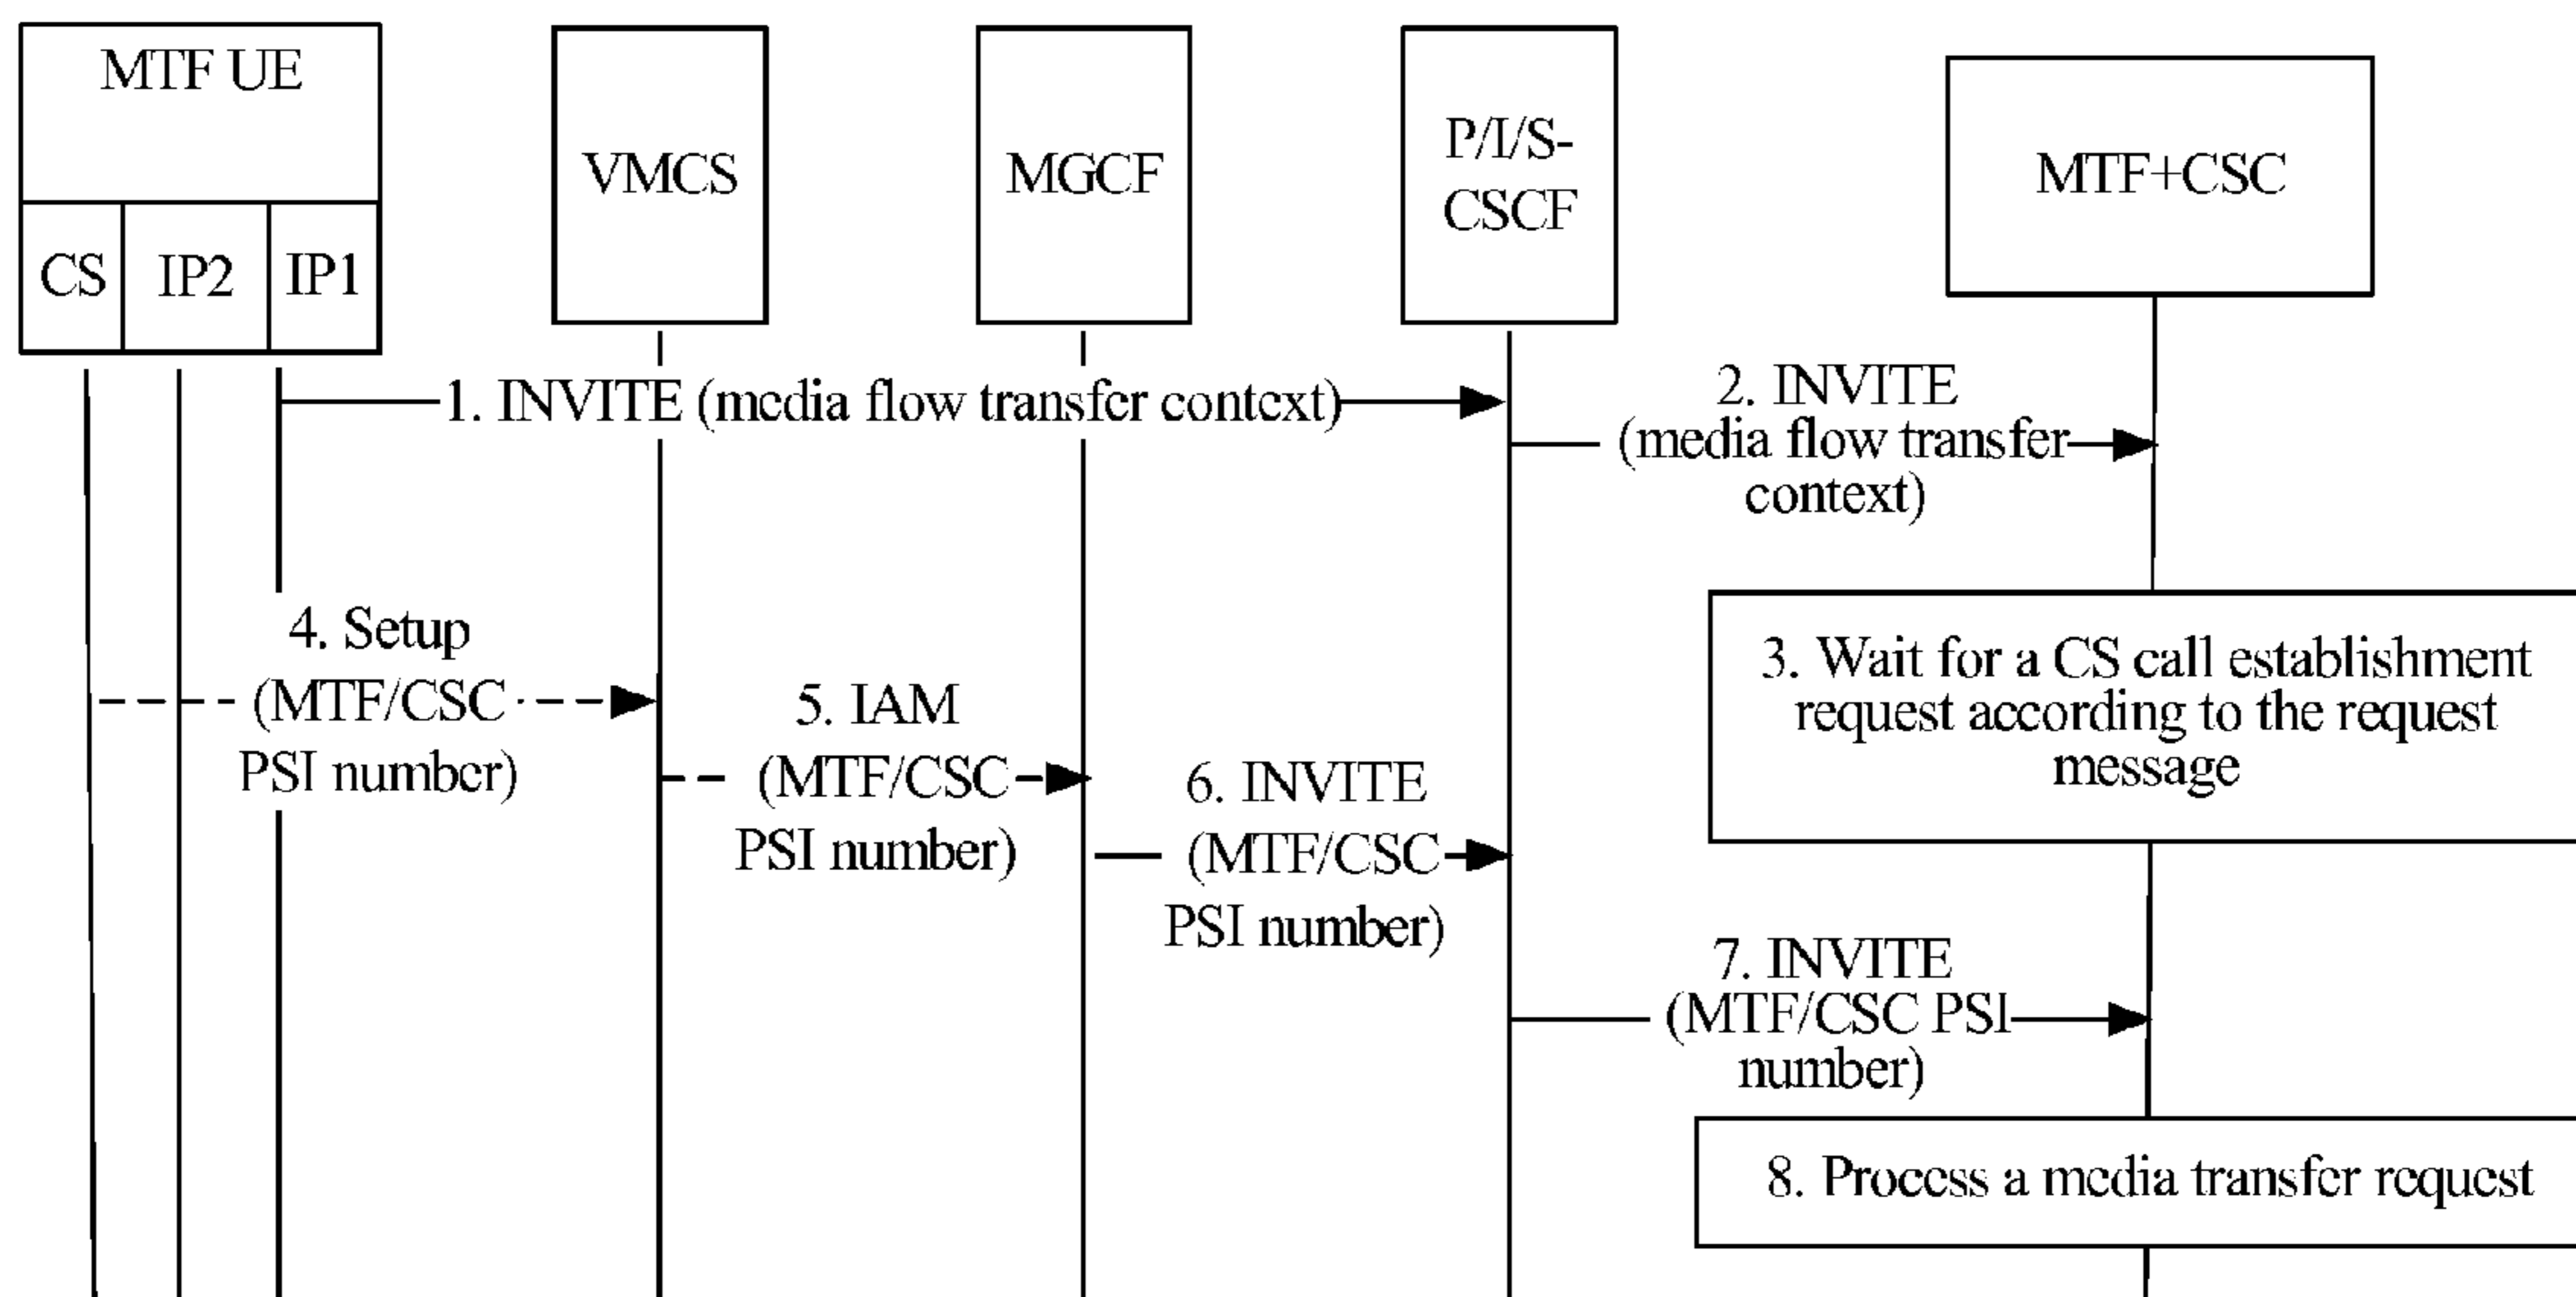 MTF UE
CS
IP2
IP1
VMCS
MGCF
P/I/S-
CSCF
MTF+CSC
1. INVITE (media flow transfer context)
2. INVITE
(media flow transfer
context)
3. Wait for a CS call establishment
request according to the request
message
4. Setup
(MTF/CSC
PSI number)
5. IAM
(MTF/CSC
PSI number)
6. INVITE
(MTF/CSC
PSI number)
7. INVITE
(MTF/CSC PSI
number)
8. Process a media transfer request